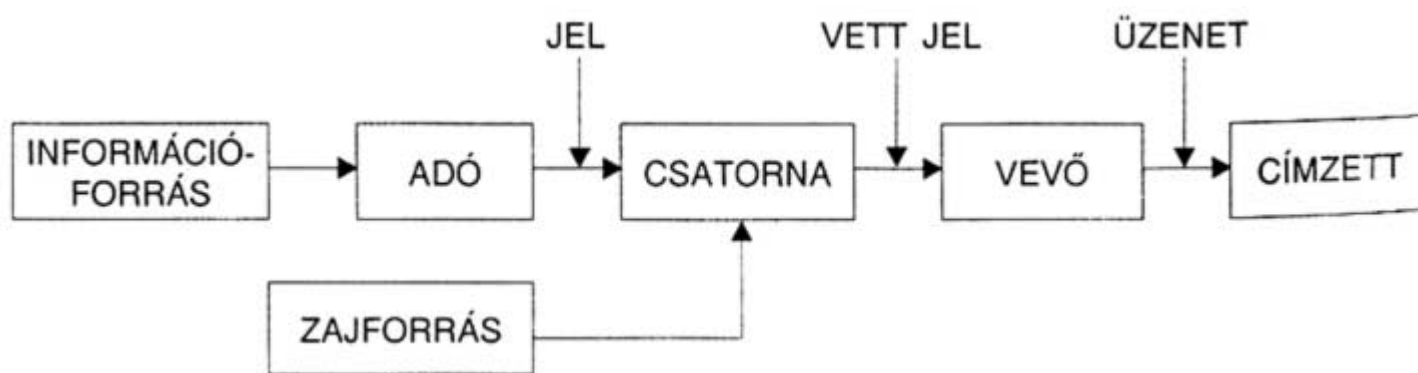 JEL
VETT JEL
ÜZENET
INFORMÁCIÓ-
FORRÁS
ADÓ
CSATORNA
VEVŐ
CÍMZETT
ZAJFORRÁS